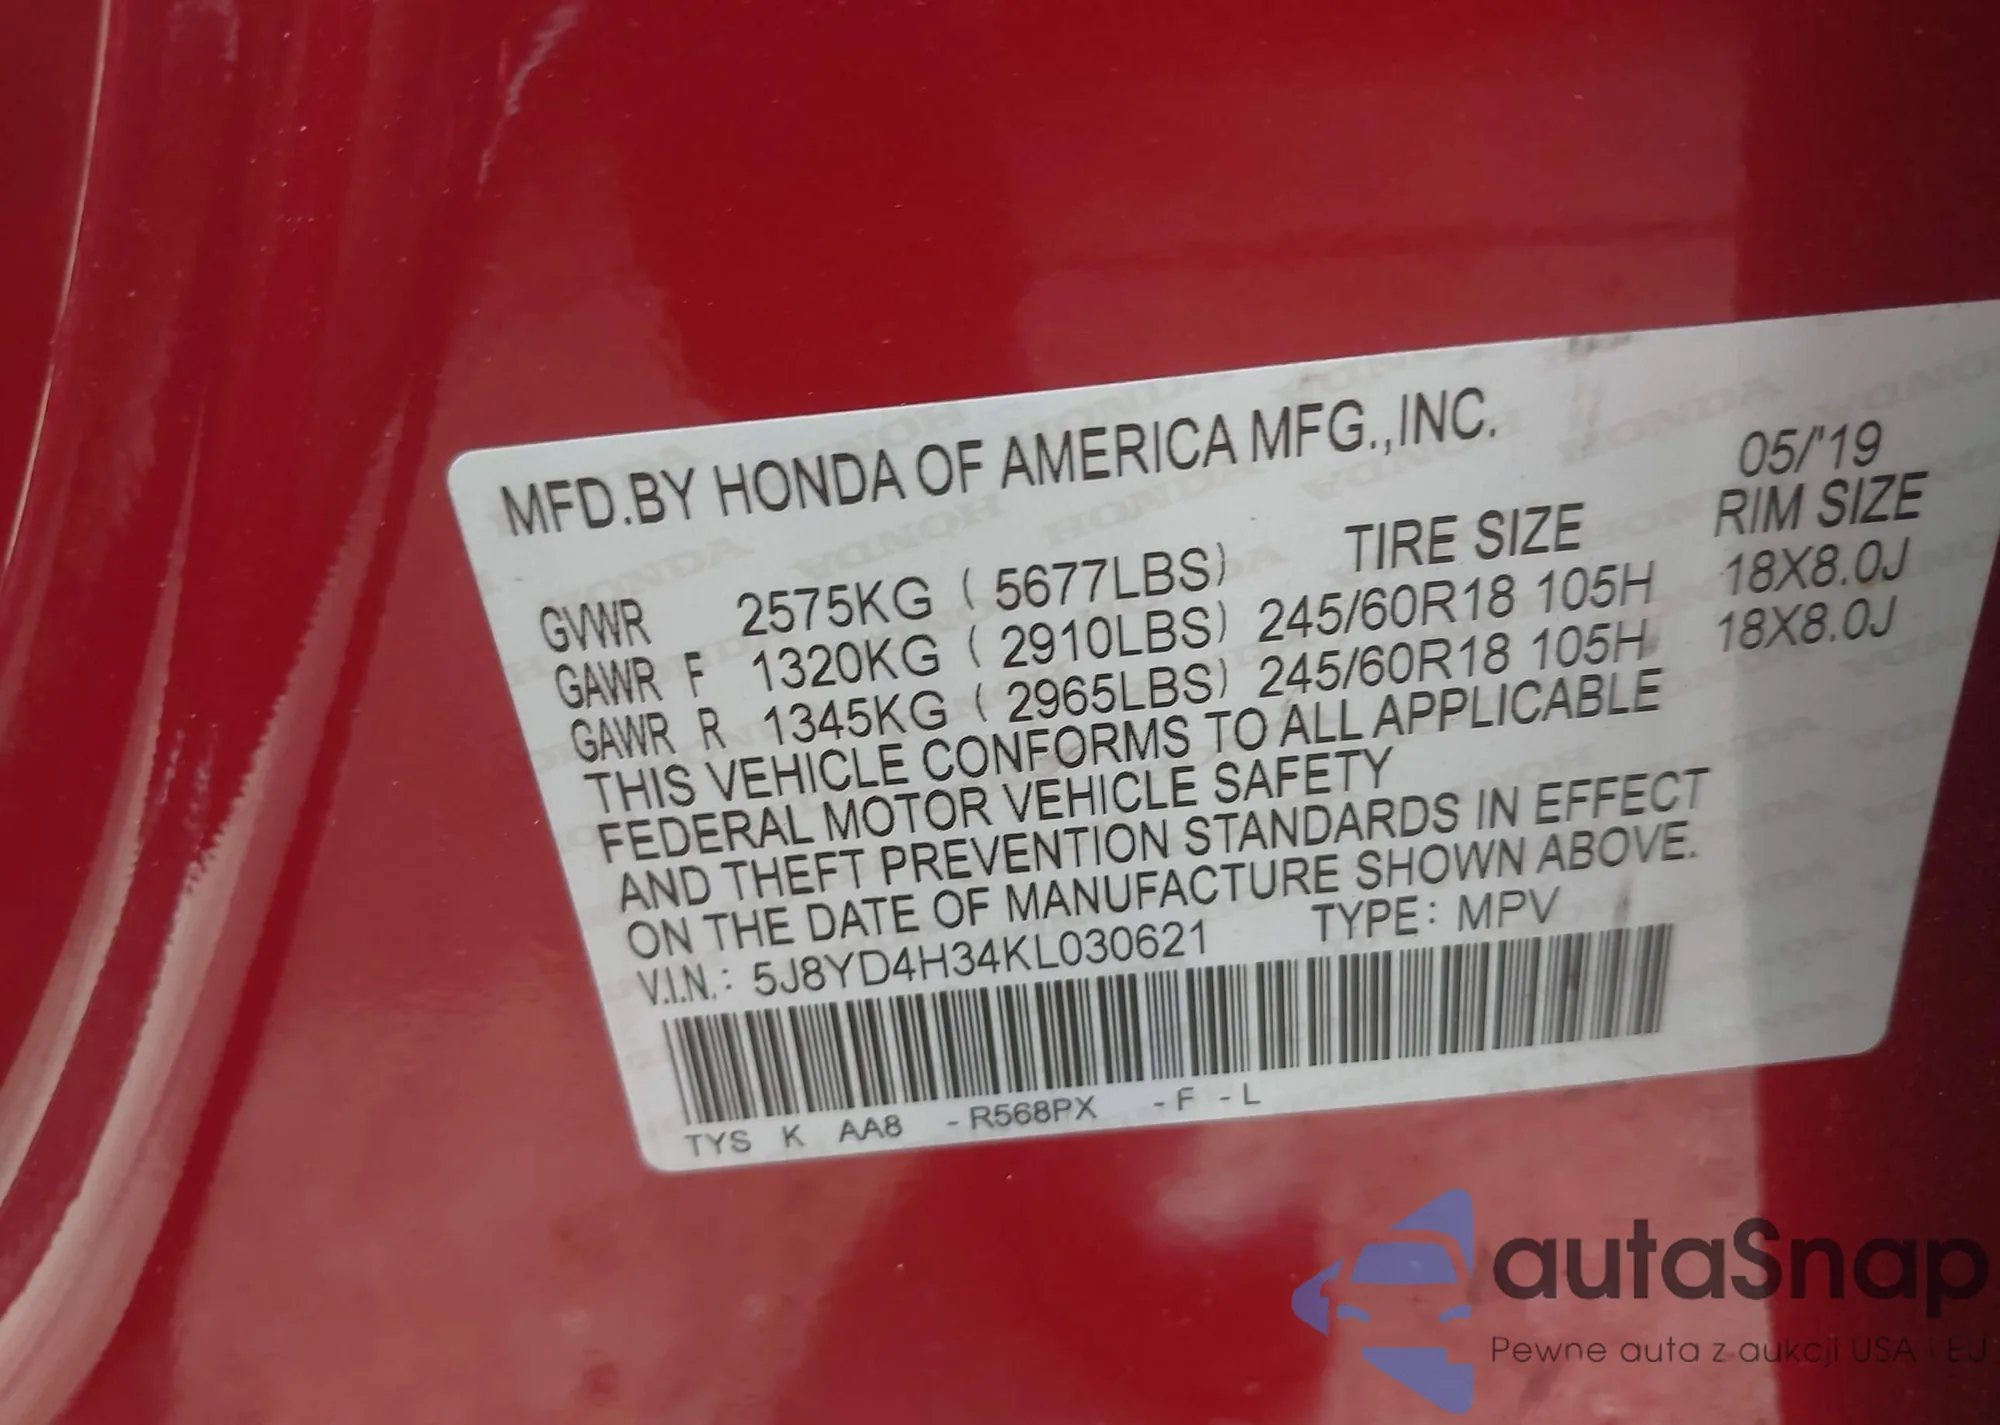 MFD.BY HONDA OF AMERICA MFG.,INC.
05/'19
TIRE SIZE RIM SIZE
GVWR 2575KG ( 5677LBS)
GAWR F 1320KG ( 2910LBS) 245/60R18 105H 18X8.0J
GAWR R 1345KG ( 2965LBS) 245/60R18 105H 18X8.0J
THIS VEHICLE CONFORMS TO ALL APPLICABLE
FEDERAL MOTOR VEHICLE SAFETY
AND THEFT PREVENTION STANDARDS IN EFFECT
ON THE DATE OF MANUFACTURE SHOWN ABOVE.
V.I.N.: 5J8YD4H34KL030621 TYPE: MPV
TYS K AA8 -R568PX -F -L
autaSnap
Pewne auta z aukcji USA i EU